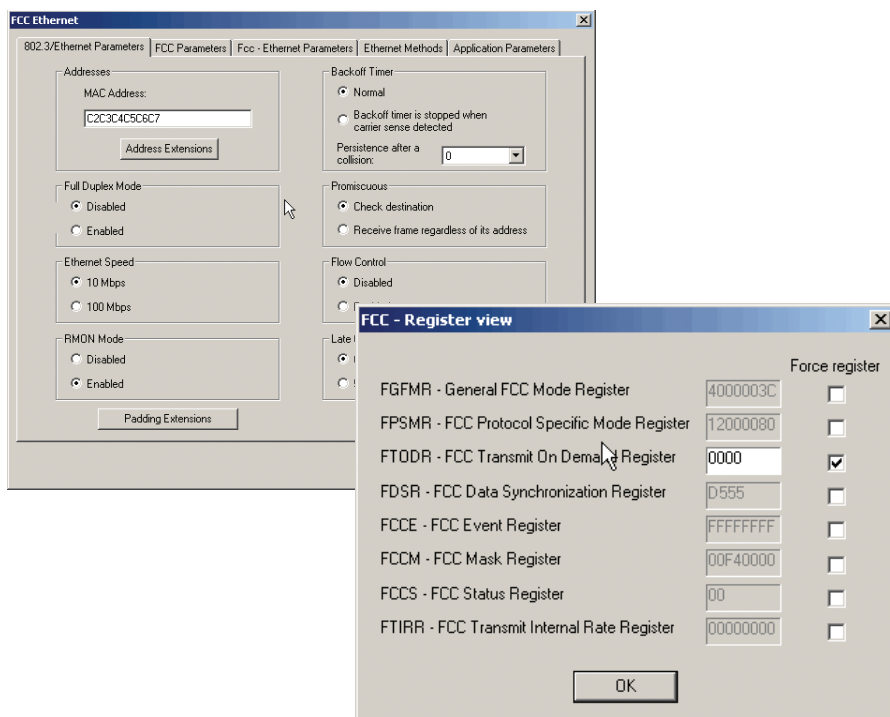 FCC Ethernet
802.3/Ethernet Parameters FCC Parameters Fcc - Ethernet Parameters Ethernet Methods Application Parameters
Addresses
MAC Address:
C2C3C4C5C6C7
Address Extensions
Backoff Timer
Normal
Backoff timer is stopped when
carrier sense detected
Persistence after a
collision:
0
Full Duplex Mode
Disabled
Enabled
Promiscuous
Check destination
Receive frame regardless of its address
Ethernet Speed
10 Mbps
100 Mbps
Flow Control
Disabled
RMON Mode
Disabled
Enabled
Late
Padding Extensions
FCC - Register view
Force register
FGFMR - General FCC Mode Register 4000003C
FPSMR - FCC Protocol Specific Mode Register 12000080
FTODR - FCC Transmit On Demand Register 0000
FDSR - FCC Data Synchronization Register D555
FCCE - FCC Event Register FFFFFFFF
FCCM - FCC Mask Register 00F40000
FCCS - FCC Status Register 00
FTIRR - FCC Transmit Internal Rate Register 00000000
OK